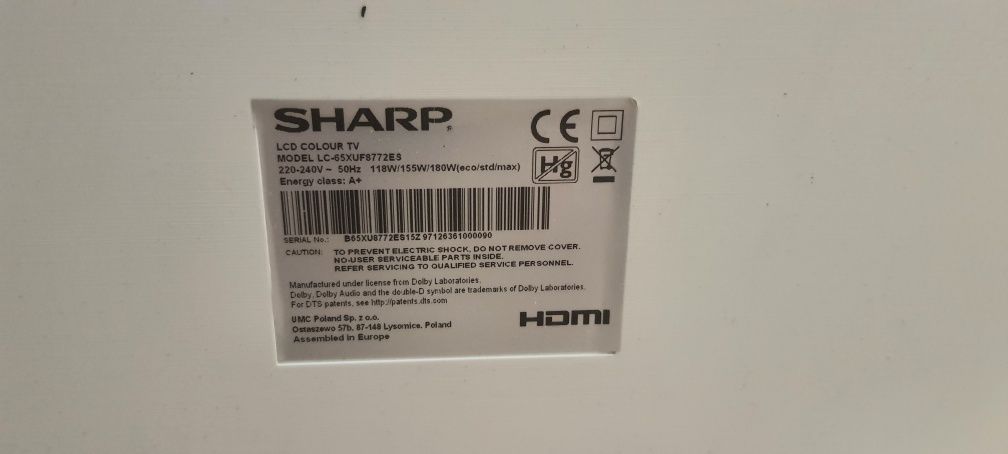 SHARP
LCD COLOUR TV
MODEL LC-65XUF8772ES
220-240V ~ 50Hz 118W/155W/180W(eco/std/max)
Energy class: A+
CE
Hg
SERIAL No.: B65XU8772ES15Z 97126361000090
CAUTION: TO PREVENT ELECTRIC SHOCK, DO NOT REMOVE COVER.
NO-USER SERVICEABLE PARTS INSIDE.
REFER SERVICING TO QUALIFIED SERVICE PERSONNEL.
Manufactured under license from Dolby Laboratories.
Dolby, Dolby Audio and the double-D symbol are trademarks of Dolby Laboratories.
For DTS patents, see http://patents.dts.com
UMC Poland Sp. z o.o.
Ostaszewo 57b, 87-148 Lysomice, Poland
Assembled in Europe
HDMI